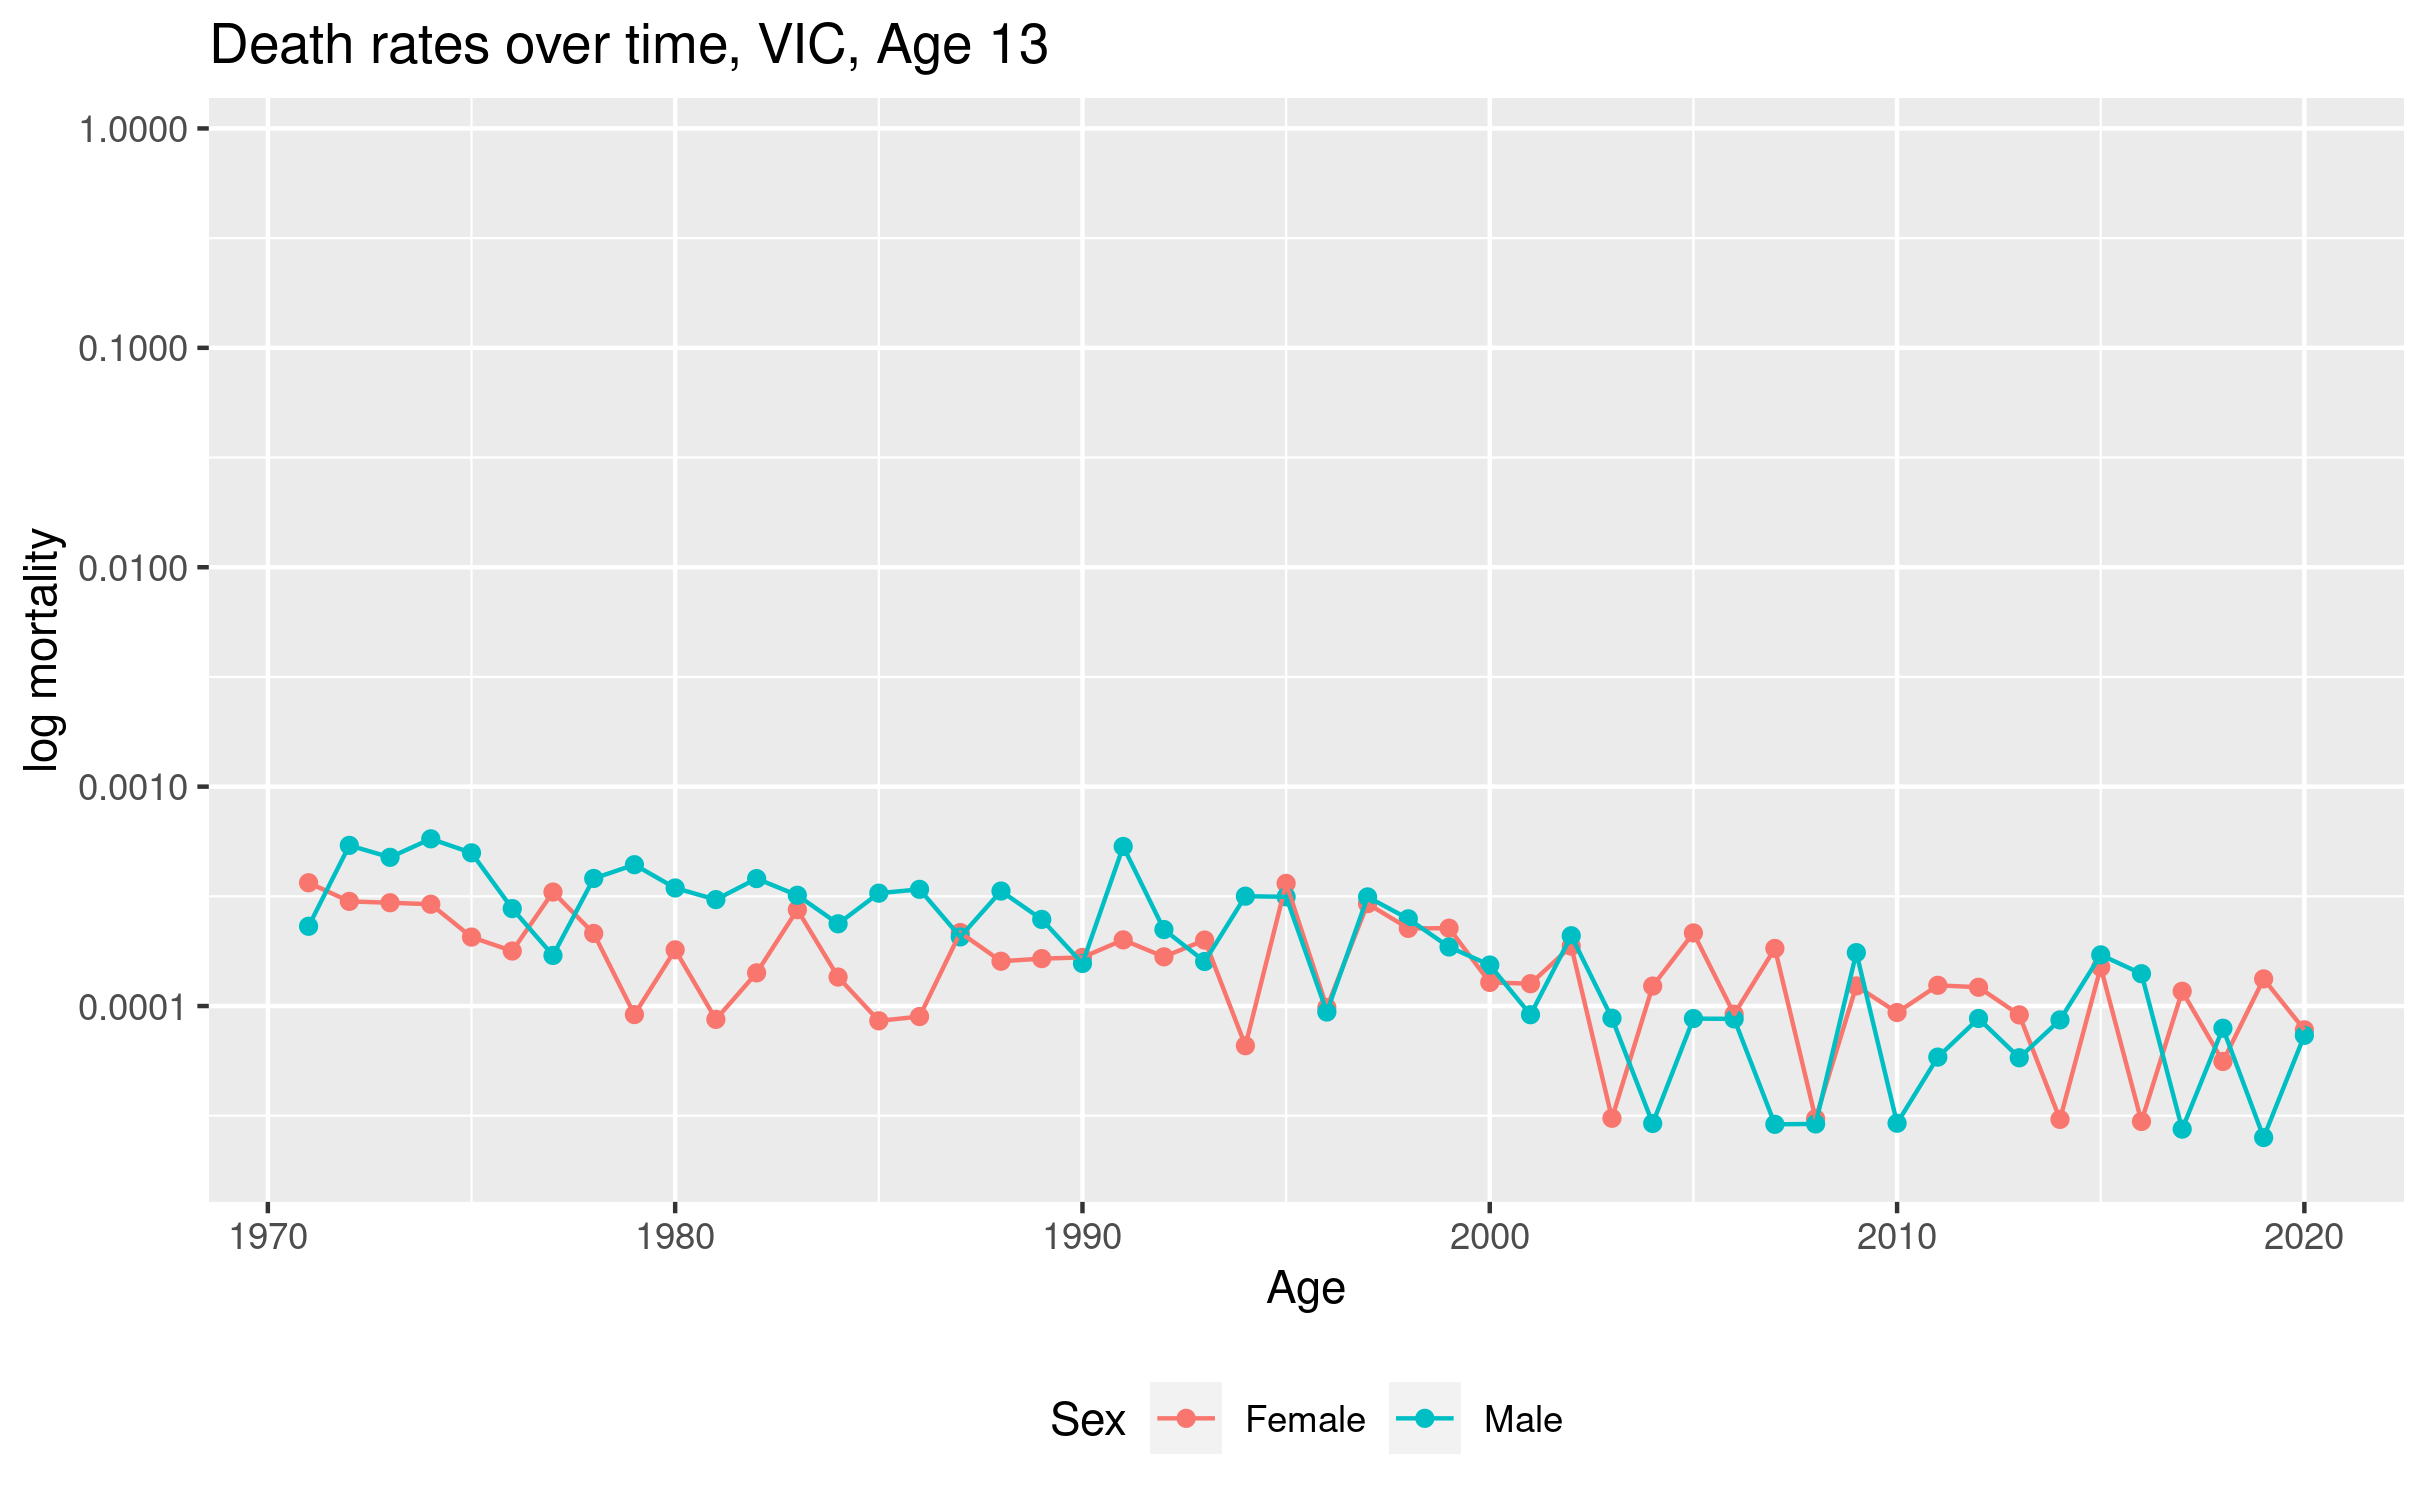 Death rates over time, VIC, Age 13
1.0000
0.1000
0.0100
0.0010
0.0001
log mortality
1970 1980 1990 2000 2010 2020
Age
Sex Female Male